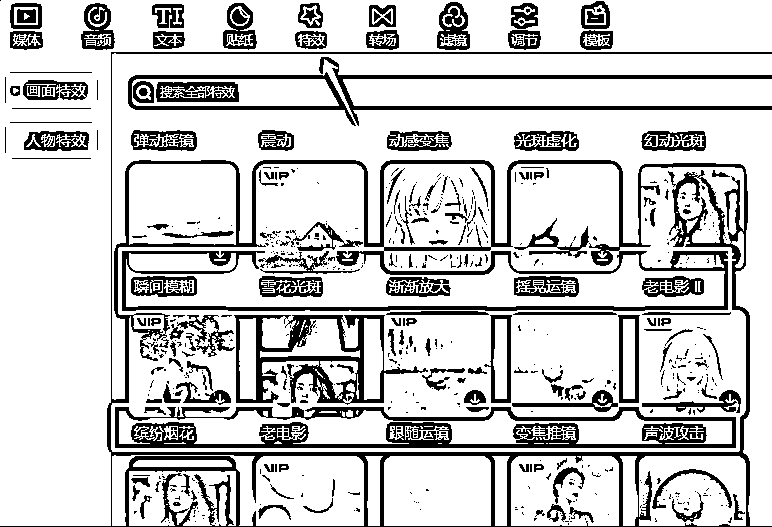 媒体 音频 文本 贴纸 特效 转场 滤镜 调节 模板
画面特效
搜索全部特效
人物特效
弹动摇镜 震动 动感变焦 光斑虚化 幻动光斑
VIP VIP
瞬间模糊 雪花光斑 渐渐放大 摇晃运镜 老电影 II
VIP VIP VIP
缤纷烟花 老电影 跟随运镜 变焦推镜 声波攻击
VIP VIP